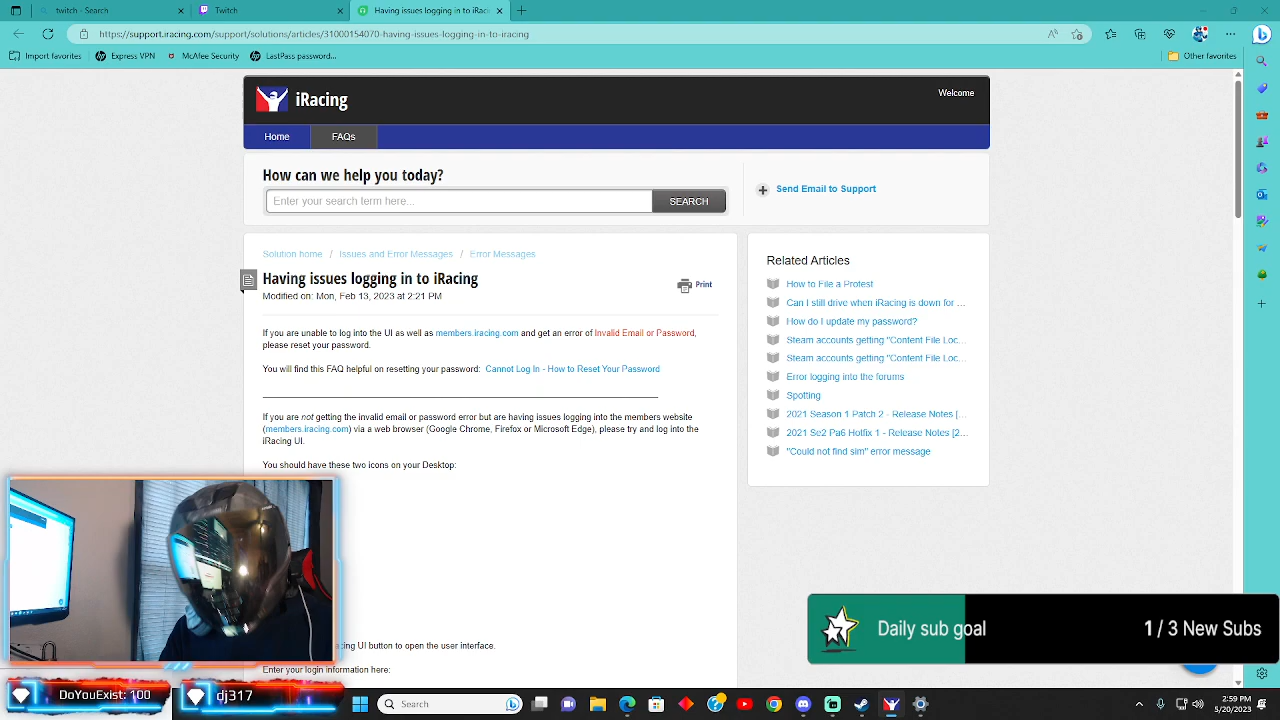 twitch - Search
Twitch
iRacing - Having issues logging in to iRac
https://support.iracing.com/support/solutions/articles/31000154070-having-issues-logging-in-to-iracing
Import favorites
Express VPN
McAfee Security
LastPass password...
Other favorites
iRacing
Welcome
Home
FAQs
How can we help you today?
Enter your search term here...
SEARCH
Send Email to Support
Solution home / Issues and Error Messages / Error Messages
Having issues logging in to iRacing
Print
Modified on: Mon, Feb 13, 2023 at 2:21 PM
If you are unable to log into the UI as well as members.iracing.com and get an error of Invalid Email or Password,
please reset your password.
You will find this FAQ helpful on resetting your password: Cannot Log In - How to Reset Your Password
If you are not getting the invalid email or password error but are having issues logging into the members website
(members.iracing.com) via a web browser (Google Chrome, Firefox or Microsoft Edge), please try and log into the
iRacing UI.
You should have these two icons on your Desktop:
cing UI button to open the user interface.
Enter your login information here:
Related Articles
How to File a Protest
Can I still drive when iRacing is down for ...
How do I update my password?
Steam accounts getting "Content File Loc...
Steam accounts getting "Content File Loc...
Error logging into the forums
Spotting
2021 Season 1 Patch 2 - Release Notes [...
2021 Se2 Pa6 Hotfix 1 - Release Notes [2...
"Could not find sim" error message
Daily sub goal
1 / 3 New Subs
DoYouExist: 100
dj317
Search
2:59 PM
5/20/2023